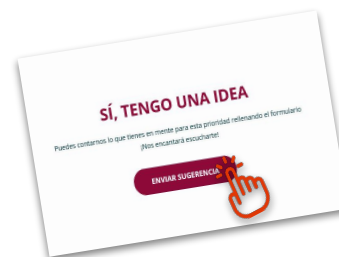 SÍ, TENGO UNA IDEA
Puedes contarnos lo que tienes en mente para esta prioridad rellenando el formulario
¡Nos encantará escucharte!
ENVIAR SUGERENCIA